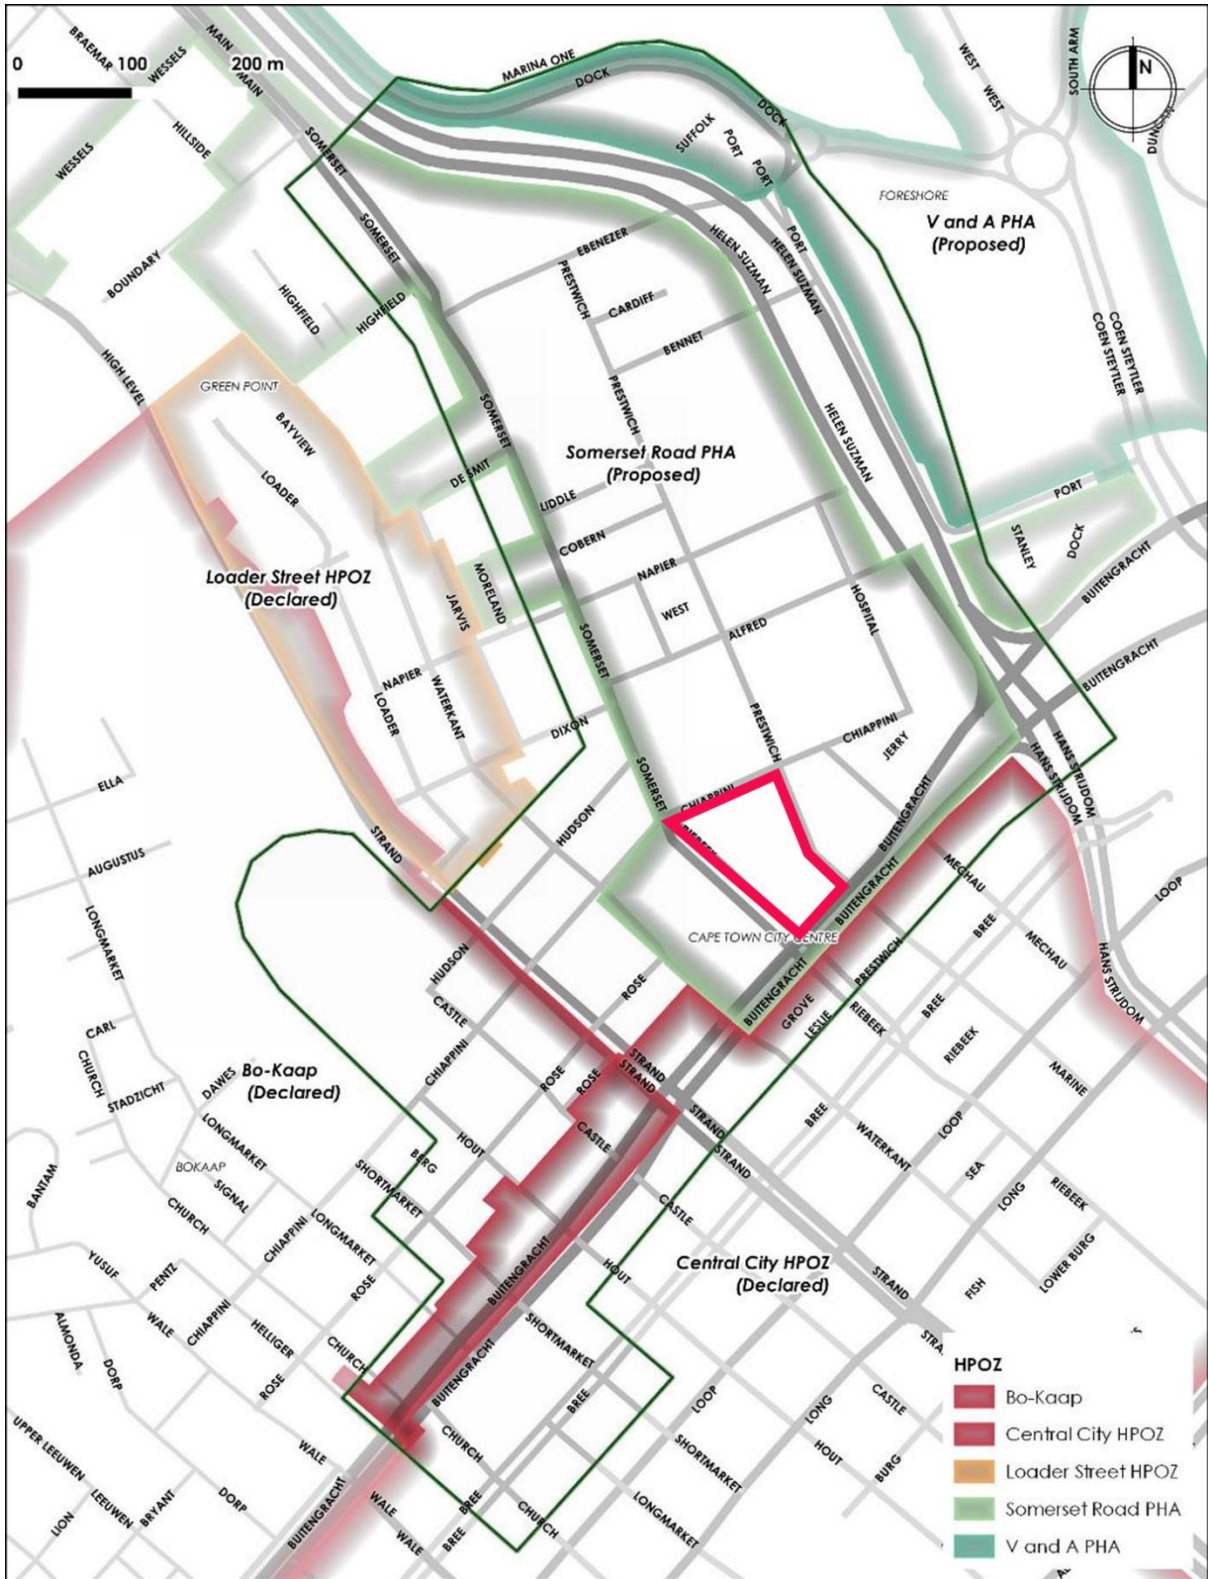 BRAEMAR
WESSELS
MAIN
MAIN
0 100 200 m
MARINA ONE
DOCK
DOCK
WEST
WEST
SOUTH ARM
N
WESSELS
HILLSIDE
SOMERSET
SUFFOLK
PORT
PORT
FORESHORE
V and A PHA
(Proposed)
BOUNDARY
SOMERSET
EBENEZER
PORT
HELEN SUZMAN
HELEN SUZMAN
HIGHFIELD
HIGHFIELD
PRESTWICH
CARDIFF
BENNET
COEN STEYTLER
COEN STEYTLER
HIGH LEVEL
GREEN POINT
BAYVIEW
LOADER
SOMERSET
PRESTWICH
HELEN SUZMAN
Somerset Road PHA
(Proposed)
DE SMIT
LIDDLE
COBERN
PORT
STANLEY
DOCK
BUITENGRACHT
Loader Street HPOZ
(Declared)
MORELAND
JARVIS
NAPIER
WEST
ALFRED
HOSPITAL
SOMERSET
BUITENGRACHT
NAPIER
LOADER
WATERKANT
DIXON
PRESTWICH
CHIAPPINI
JERRY
HANS STRIJDOM
HANS STRIJDOM
ELLA
SOMERSET
CHIAPPINI
HUDSON
STRAND
BUITENGRACHT
AUGUSTUS
BUITENGRACHT
MECHAU
LOOP
LONGMARKET
CAPE TOWN CITY CENTRE
BREE
MECHAU
PRESTWICH
HANS STRIJDOM
HUDSON
ROSE
BUITENGRACHT
GROVE
LESLIE
RIEBEEK
BREE
RIEBEEK
CASTLE
CARL
CHURCH
STADZICHT
DAWES
Bo-Kaap
(Declared)
CHIAPPINI
ROSE
ROSE
STRAND
STRAND
STRAND
STRAND
MARINE
BREE
LOOP
WATERKANT
LONGMARKET
BOKAAP
SIGNAL
CHURCH
BANTAM
HOUT
BERG
SHORTMARKET
CASTLE
CASTLE
SEA
LONG
RIEBEEK
CHIAPPINI
LONGMARKET
ROSE
BUITENGRACHT
HOUT
Central City HPOZ
(Declared)
STRAND
FISH
LOWER BURG
YUSUF
PENTZ
WALE
CHIAPPINI
HELLIGER
ROSE
CHURCH
BUITENGRACHT
SHORTMARKET
ALMONDA
DORP
BREE
LOOP
LONG
CASTLE
HOUT
BURG
UPPER LEEUWEN
LEEUWEN
LION
BRYANT
DORP
WALE
BUITENGRACHT
CHURCH
WALE
WALE
BREE
BREE
CHURCH
SHORTMARKET
LONGMARKET
HPOZ
Bo-Kaap
Central City HPOZ
Loader Street HPOZ
Somerset Road PHA
V and A PHA